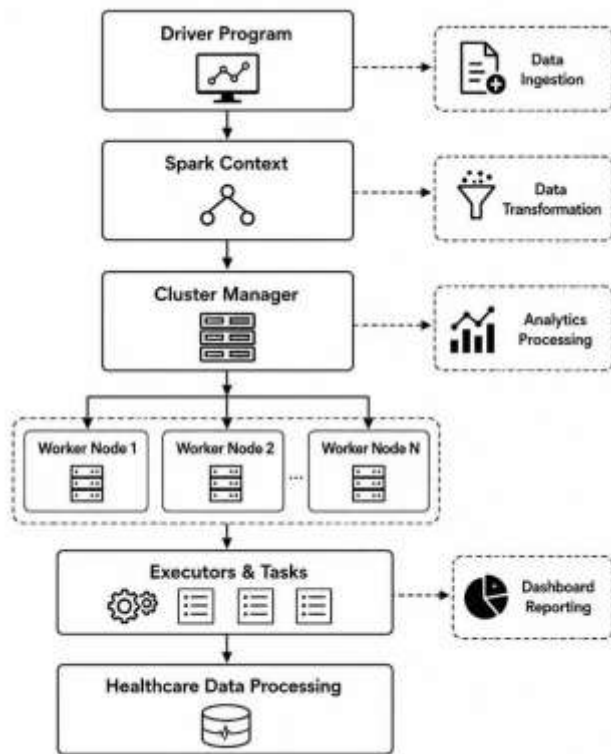 Driver Program
Data
Ingestion
Spark Context
Data
Transformation
Cluster Manager
Analytics
Processing
Worker Node 1
Worker Node 2
...
Worker Node N
Executors & Tasks
Dashboard
Reporting
Healthcare Data Processing